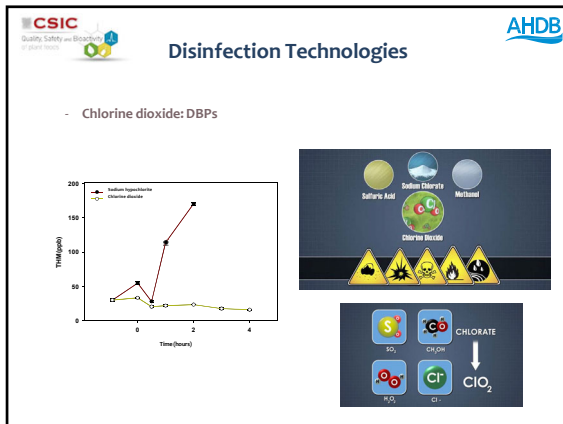 CSIC
Quality, Safety and Bioactivity
of plant foods
AHDB
Disinfection Technologies
- Chlorine dioxide: DBPs
200
150
100
50
0
THM(ppb)
Sodium hypochlorite
Chlorine dioxide
0 2 4
Time(hours)
Sulfuric Acid
Sodium Chlorate
Methanol
Cl
Chlorine Dioxide
S
O
O
SO₂
C O
CH₃OH
CHLORATE
O
O
H₂O₂
Cl⁻
Cl -
ClO₂